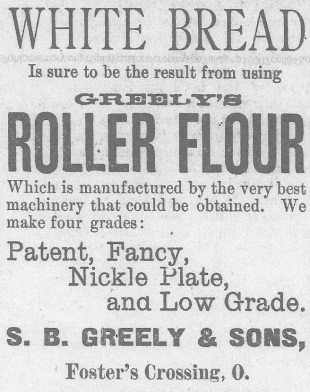 WHITE BREAD
Is sure to be the result from using
GREELY'S
ROLLER FLOUR
Which is manufactured by the very best
machinery that could be obtained. We
make four grades:
Patent, Fancy,
Nickle Plate,
and Low Grade.
S. B. GREELY & SONS,
Foster's Crossing, O.